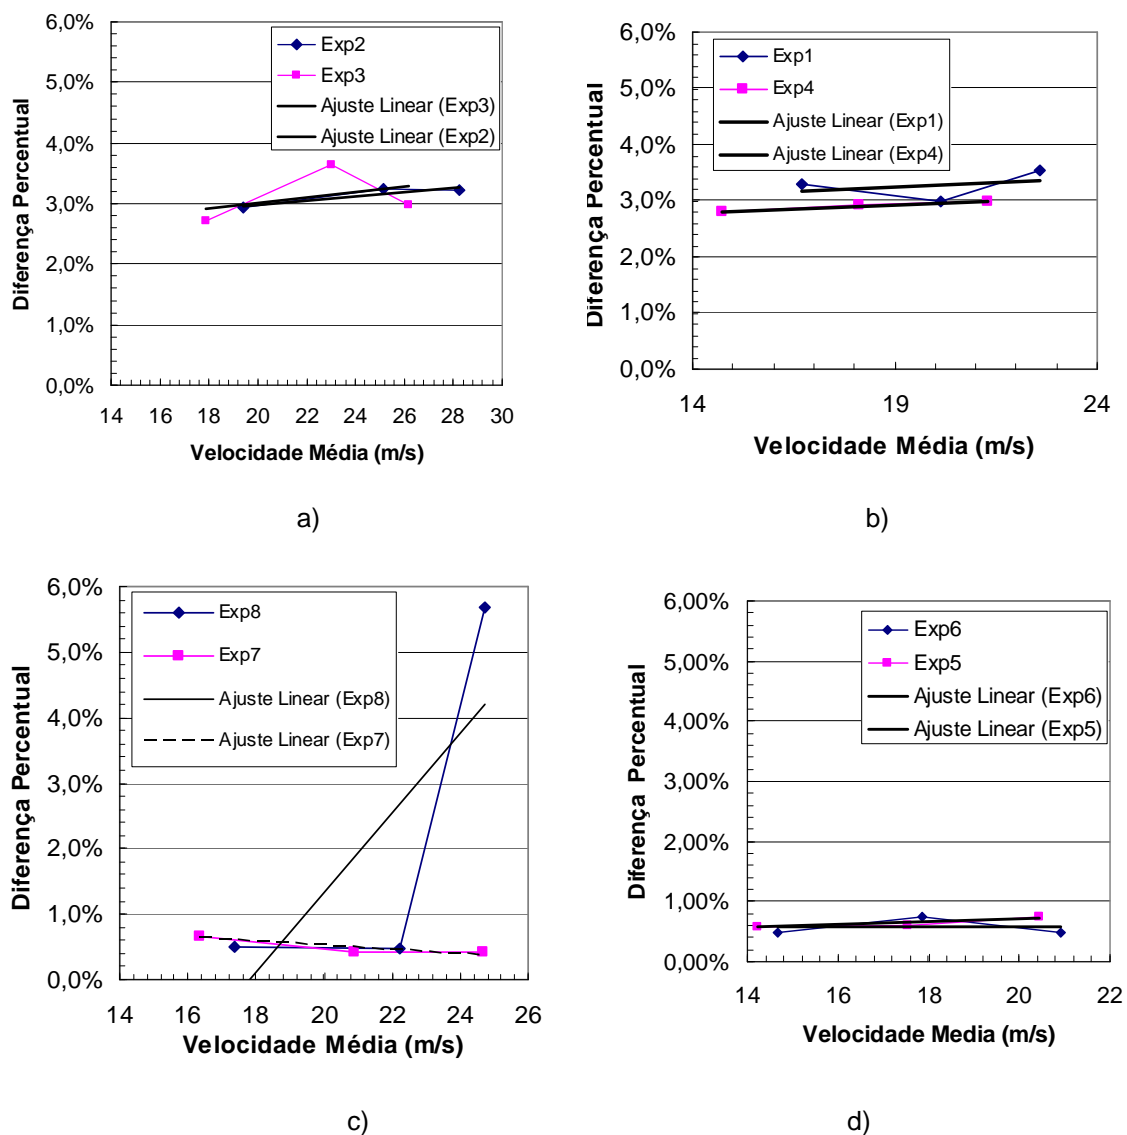 6,0%
5,0%
4,0%
3,0%
2,0%
1,0%
0,0%
Diferença Percentual
Exp2
Exp3
Ajuste Linear (Exp3)
Ajuste Linear (Exp2)
14 16 18 20 22 24 26 28 30
Velocidade Média (m/s)
a)
6,0%
5,0%
4,0%
3,0%
2,0%
1,0%
0,0%
Diferença Percentual
Exp1
Exp4
Ajuste Linear (Exp1)
Ajuste Linear (Exp4)
14 19 24
Velocidade Média (m/s)
b)
6,0%
5,0%
4,0%
3,0%
2,0%
1,0%
0,0%
Diferença Percentual
Exp8
Exp7
Ajuste Linear (Exp8)
Ajuste Linear (Exp7)
14 16 18 20 22 24 26
Velocidade Média (m/s)
c)
6,00%
5,00%
4,00%
3,00%
2,00%
1,00%
0,00%
Diferença Percentual
Exp6
Exp5
Ajuste Linear (Exp6)
Ajuste Linear (Exp5)
14 16 18 20 22
Velocidade Media (m/s)
d)